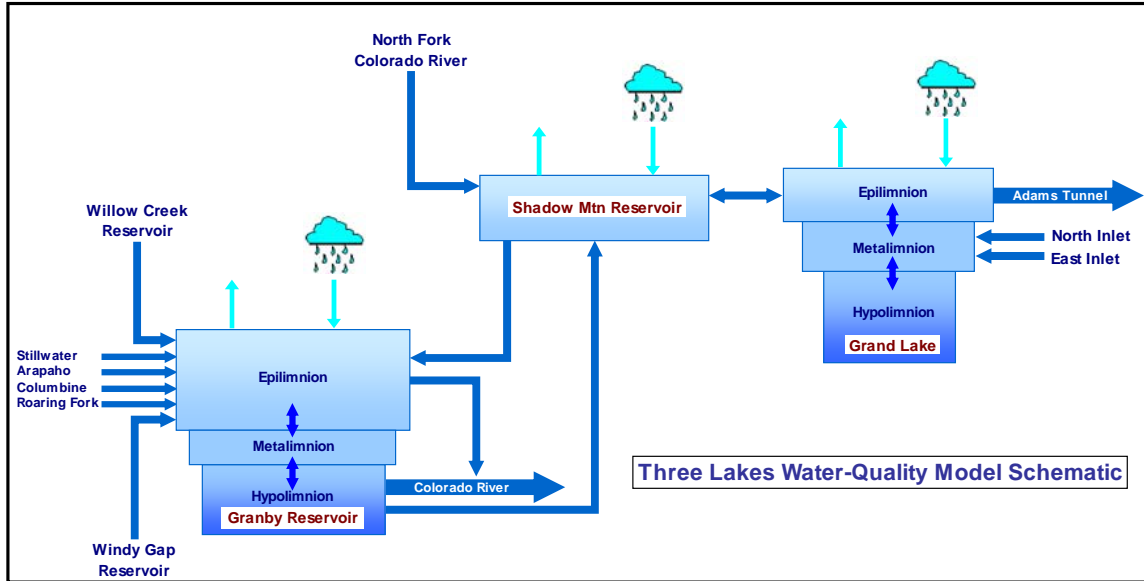 North Fork
Colorado River
Shadow Mtn Reservoir
Epilimnion
Adams Tunnel
Metalimnion
North Inlet
East Inlet
Hypolimnion
Grand Lake
Willow Creek
Reservoir
Stillwater
Arapaho
Columbine
Roaring Fork
Epilimnion
Metalimnion
Hypolimnion
Granby Reservoir
Colorado River
Windy Gap
Reservoir
Three Lakes Water-Quality Model Schematic